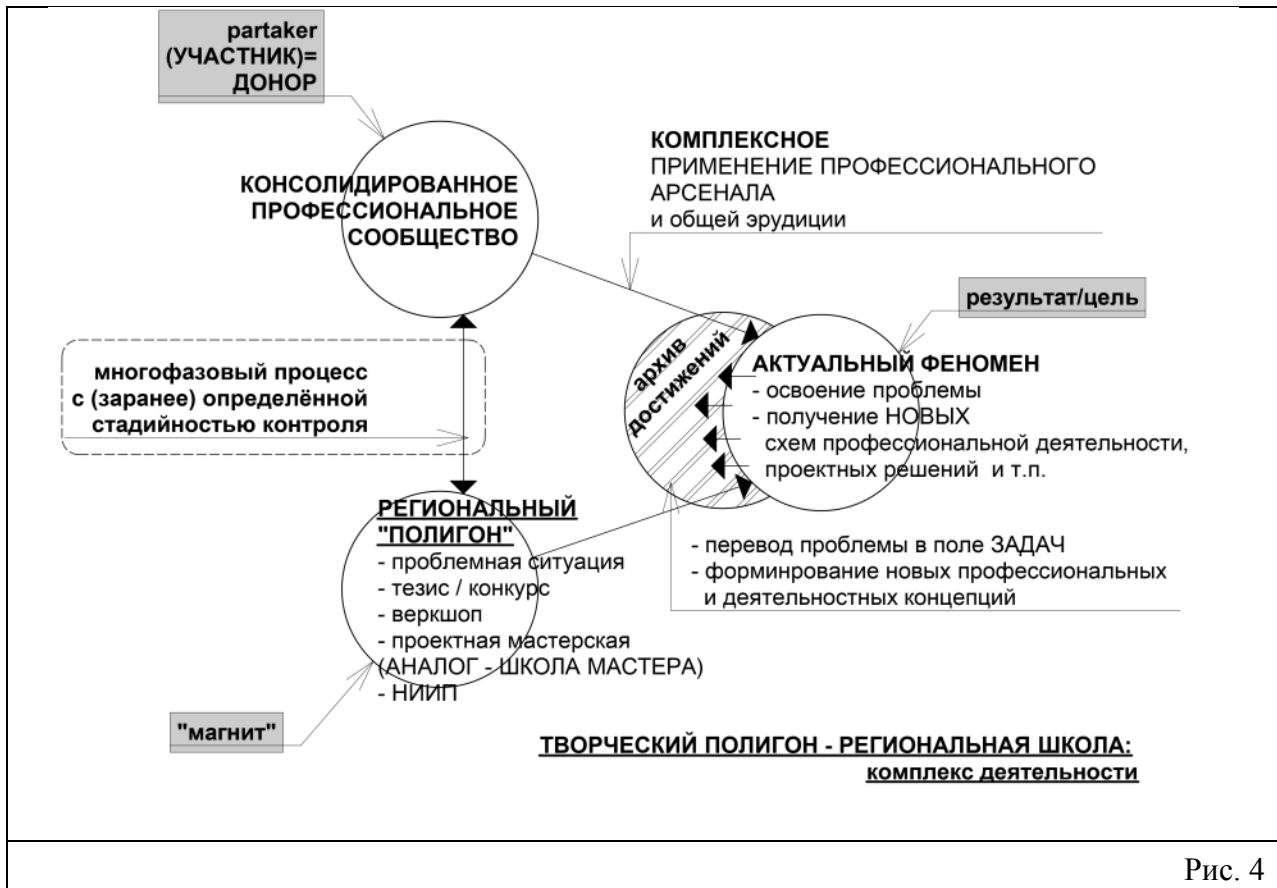 partaker
(УЧАСТНИК)=
ДОНОР
КОНСОЛИДИРОВАННОЕ
ПРОФЕССИОНАЛЬНОЕ
СООБЩЕСТВО
КОМПЛЕКСНОЕ
ПРИМЕНЕНИЕ ПРОФЕССИОНАЛЬНОГО
АРСЕНАЛА
и общей эрудиции
результат/цель
многофазовый процесс
с (заранее) определённой
стадийностью контроля
архив
достижений
АКТУАЛЬНЫЙ ФЕНОМЕН
- освоение проблемы
- получение НОВЫХ
схем профессиональной деятельности,
проектных решений и т.п.
РЕГИОНАЛЬНЫЙ
"ПОЛИГОН"
- проблемная ситуация
- тезис / конкурс
- веркшоп
- проектная мастерская
(АНАЛОГ - ШКОЛА МАСТЕРА)
- НИИП
- перевод проблемы в поле ЗАДАЧ
- форминрование новых профессиональных
и деятельностных концепций
"магнит"
ТВОРЧЕСКИЙ ПОЛИГОН - РЕГИОНАЛЬНАЯ ШКОЛА:
комплекс деятельности
Рис. 4